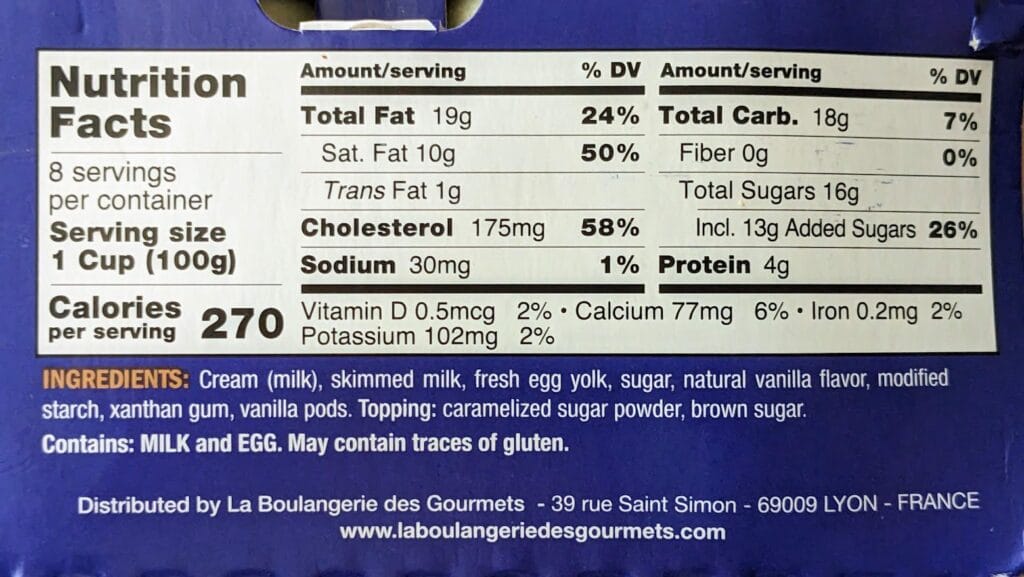 Nutrition
Facts
8 servings
per container
Serving size
1 Cup (100g)
Calories
per serving 270
Amount/serving % DV
Total Fat 19g 24%
Sat. Fat 10g 50%
Trans Fat 1g
Cholesterol 175mg 58%
Sodium 30mg 1%
Amount/serving % DV
Total Carb. 18g 7%
Fiber 0g 0%
Total Sugars 16g
Incl. 13g Added Sugars 26%
Protein 4g
Vitamin D 0.5mcg 2% • Calcium 77mg 6% • Iron 0.2mg 2%
Potassium 102mg 2%
INGREDIENTS: Cream (milk), skimmed milk, fresh egg yolk, sugar, natural vanilla flavor, modified
starch, xanthan gum, vanilla pods. Topping: caramelized sugar powder, brown sugar.
Contains: MILK and EGG. May contain traces of gluten.
Distributed by La Boulangerie des Gourmets - 39 rue Saint Simon - 69009 LYON - FRANCE
www.laboulangeriedesgourmets.com